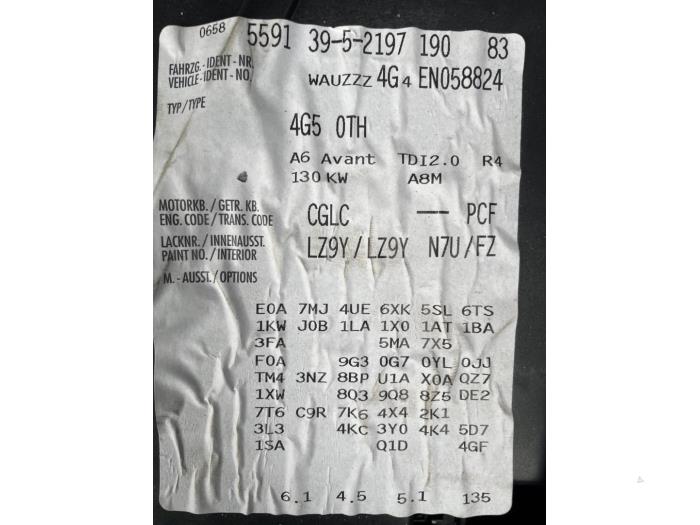 0658 5591 39-5-2197 190 83
FAHRZG.-IDENT-NR.
VEHICLE-IDENT-NO. WAUZZZ 4G4 EN058824
TYP/TYPE
4G5 0TH
A6 Avant TDI2.0 R4
130 KW A8M
MOTORKB./GETR. KB.
ENG. CODE/TRANS. CODE CGLC — PCF
LACKNR./INNENAUSST.
PAINT NO./INTERIOR LZ9Y/LZ9Y N7U/FZ
M.-AUSST./OPTIONS
E0A 7MJ 4UE 6XK 5SL 6TS
1KW J0B 1LA 1X0 1AT 1BA
3FA 5MA 7X5
F0A 9G3 0G7 0YL 0JJ
TM4 3NZ 8BP U1A X0A QZ7
1XW 8Q3 9Q8 8Z5 DE2
7T6 C9R 7K6 4X4 2K1
3L3 4KC 3Y0 4K4 5D7
1SA Q1D 4GF
6.1 4.5 5.1 135